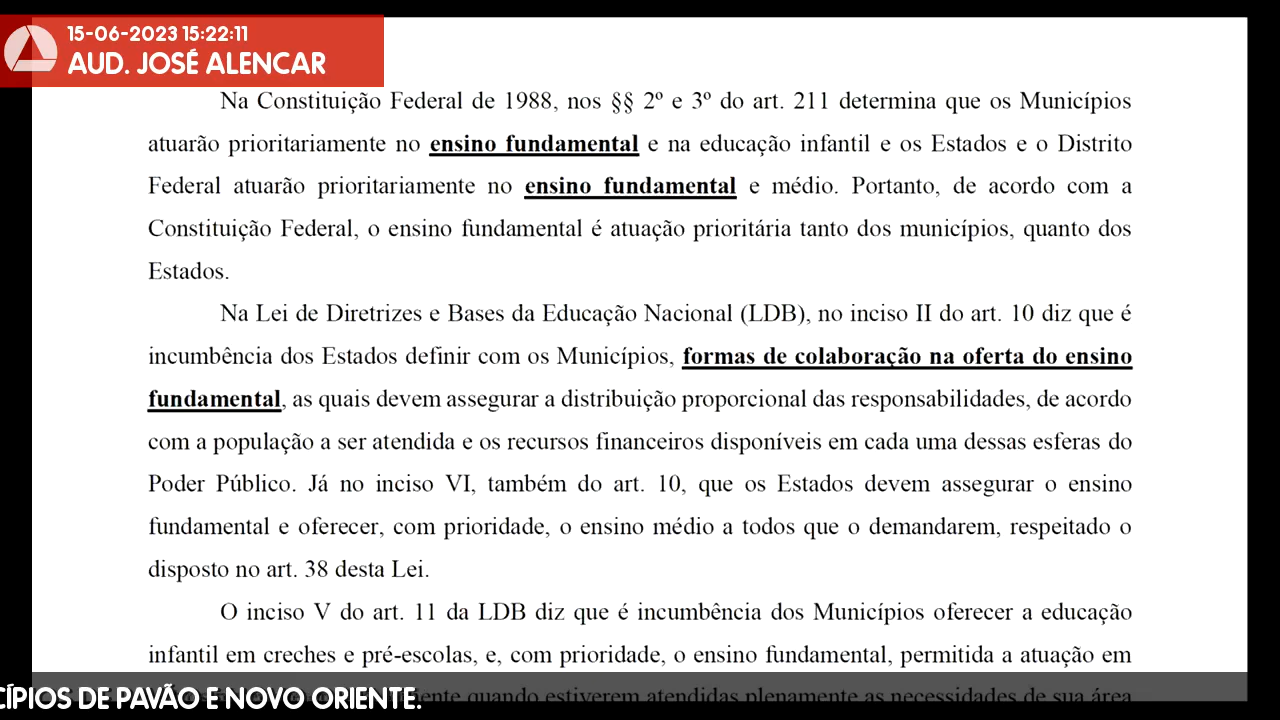 15-06-2023 15:22:11
AUD. JOSÉ ALENCAR
Na Constituição Federal de 1988, nos §§ 2º e 3º do art. 211 determina que os Municípios
atuarão prioritariamente no ensino fundamental e na educação infantil e os Estados e o Distrito
Federal atuarão prioritariamente no ensino fundamental e médio. Portanto, de acordo com a
Constituição Federal, o ensino fundamental é atuação prioritária tanto dos municípios, quanto dos
Estados.
Na Lei de Diretrizes e Bases da Educação Nacional (LDB), no inciso II do art. 10 diz que é
incumbência dos Estados definir com os Municípios, formas de colaboração na oferta do ensino
fundamental, as quais devem assegurar a distribuição proporcional das responsabilidades, de acordo
com a população a ser atendida e os recursos financeiros disponíveis em cada uma dessas esferas do
Poder Público. Já no inciso VI, também do art. 10, que os Estados devem assegurar o ensino
fundamental e oferecer, com prioridade, o ensino médio a todos que o demandarem, respeitado o
disposto no art. 38 desta Lei.
O inciso V do art. 11 da LDB diz que é incumbência dos Municípios oferecer a educação
infantil em creches e pré-escolas, e, com prioridade, o ensino fundamental, permitida a atuação em
quando estiverem atendidas plenamente as necessidades de sua área
CÍPIOS DE PAVÃO E NOVO ORIENTE.